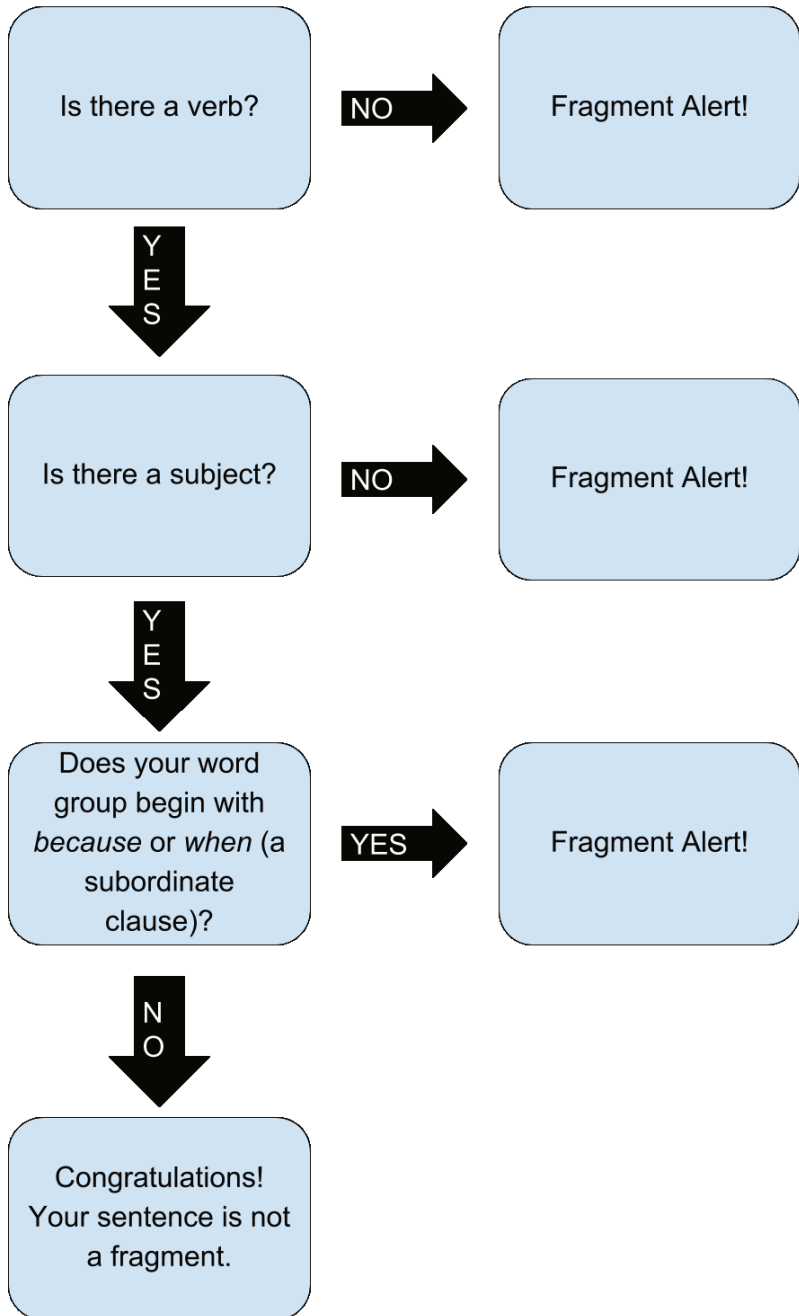 Is there a verb?
NO
Fragment Alert!
Y
E
S
Is there a subject?
NO
Fragment Alert!
Y
E
S
Does your word
group begin with
because or when (a
subordinate
clause)?
YES
Fragment Alert!
N
O
Congratulations!
Your sentence is not
a fragment.